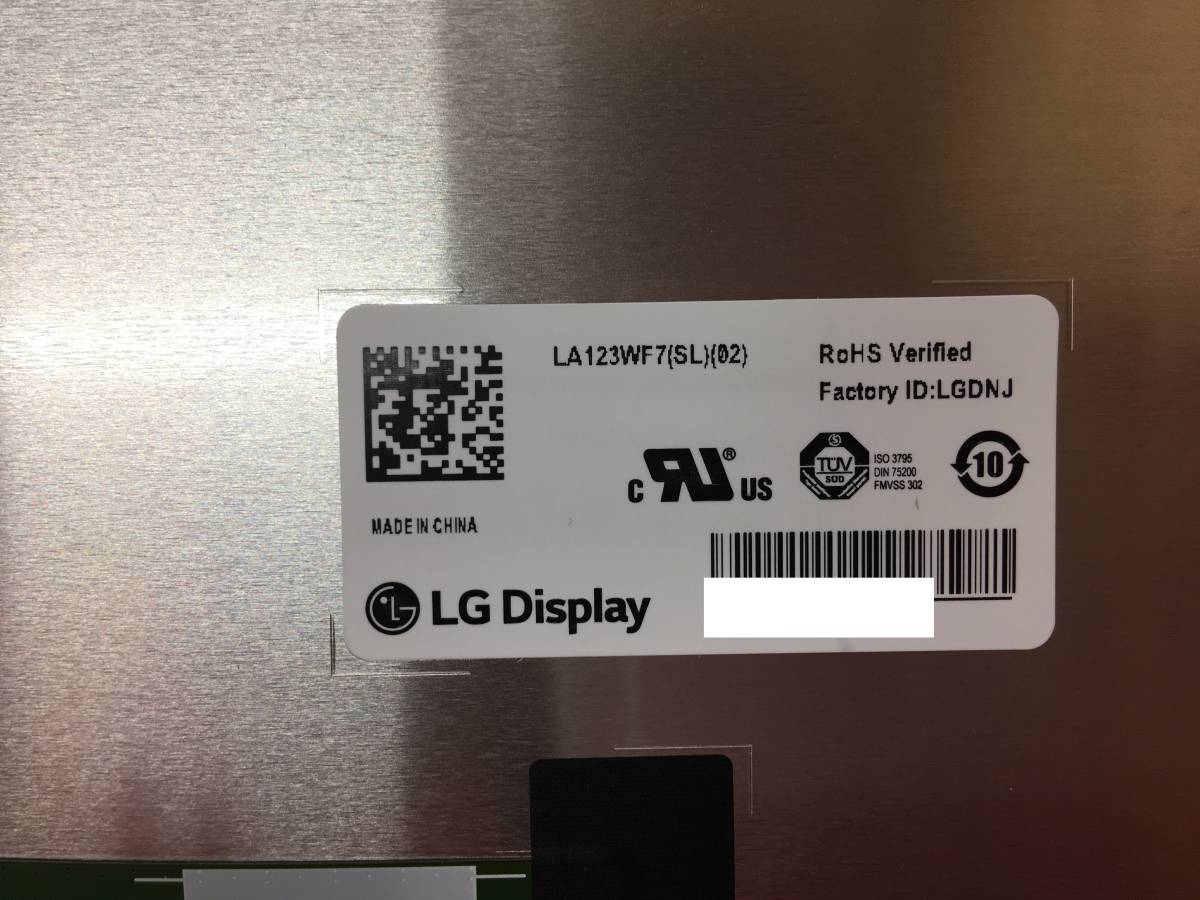 LA123WF7(SL)(02)
RoHS Verified
Factory ID:LGDNJ
c RU® US
TÜV
SÜD
ISO 3795
DIN 75200
FMVSS 302
10
MADE IN CHINA
LG Display